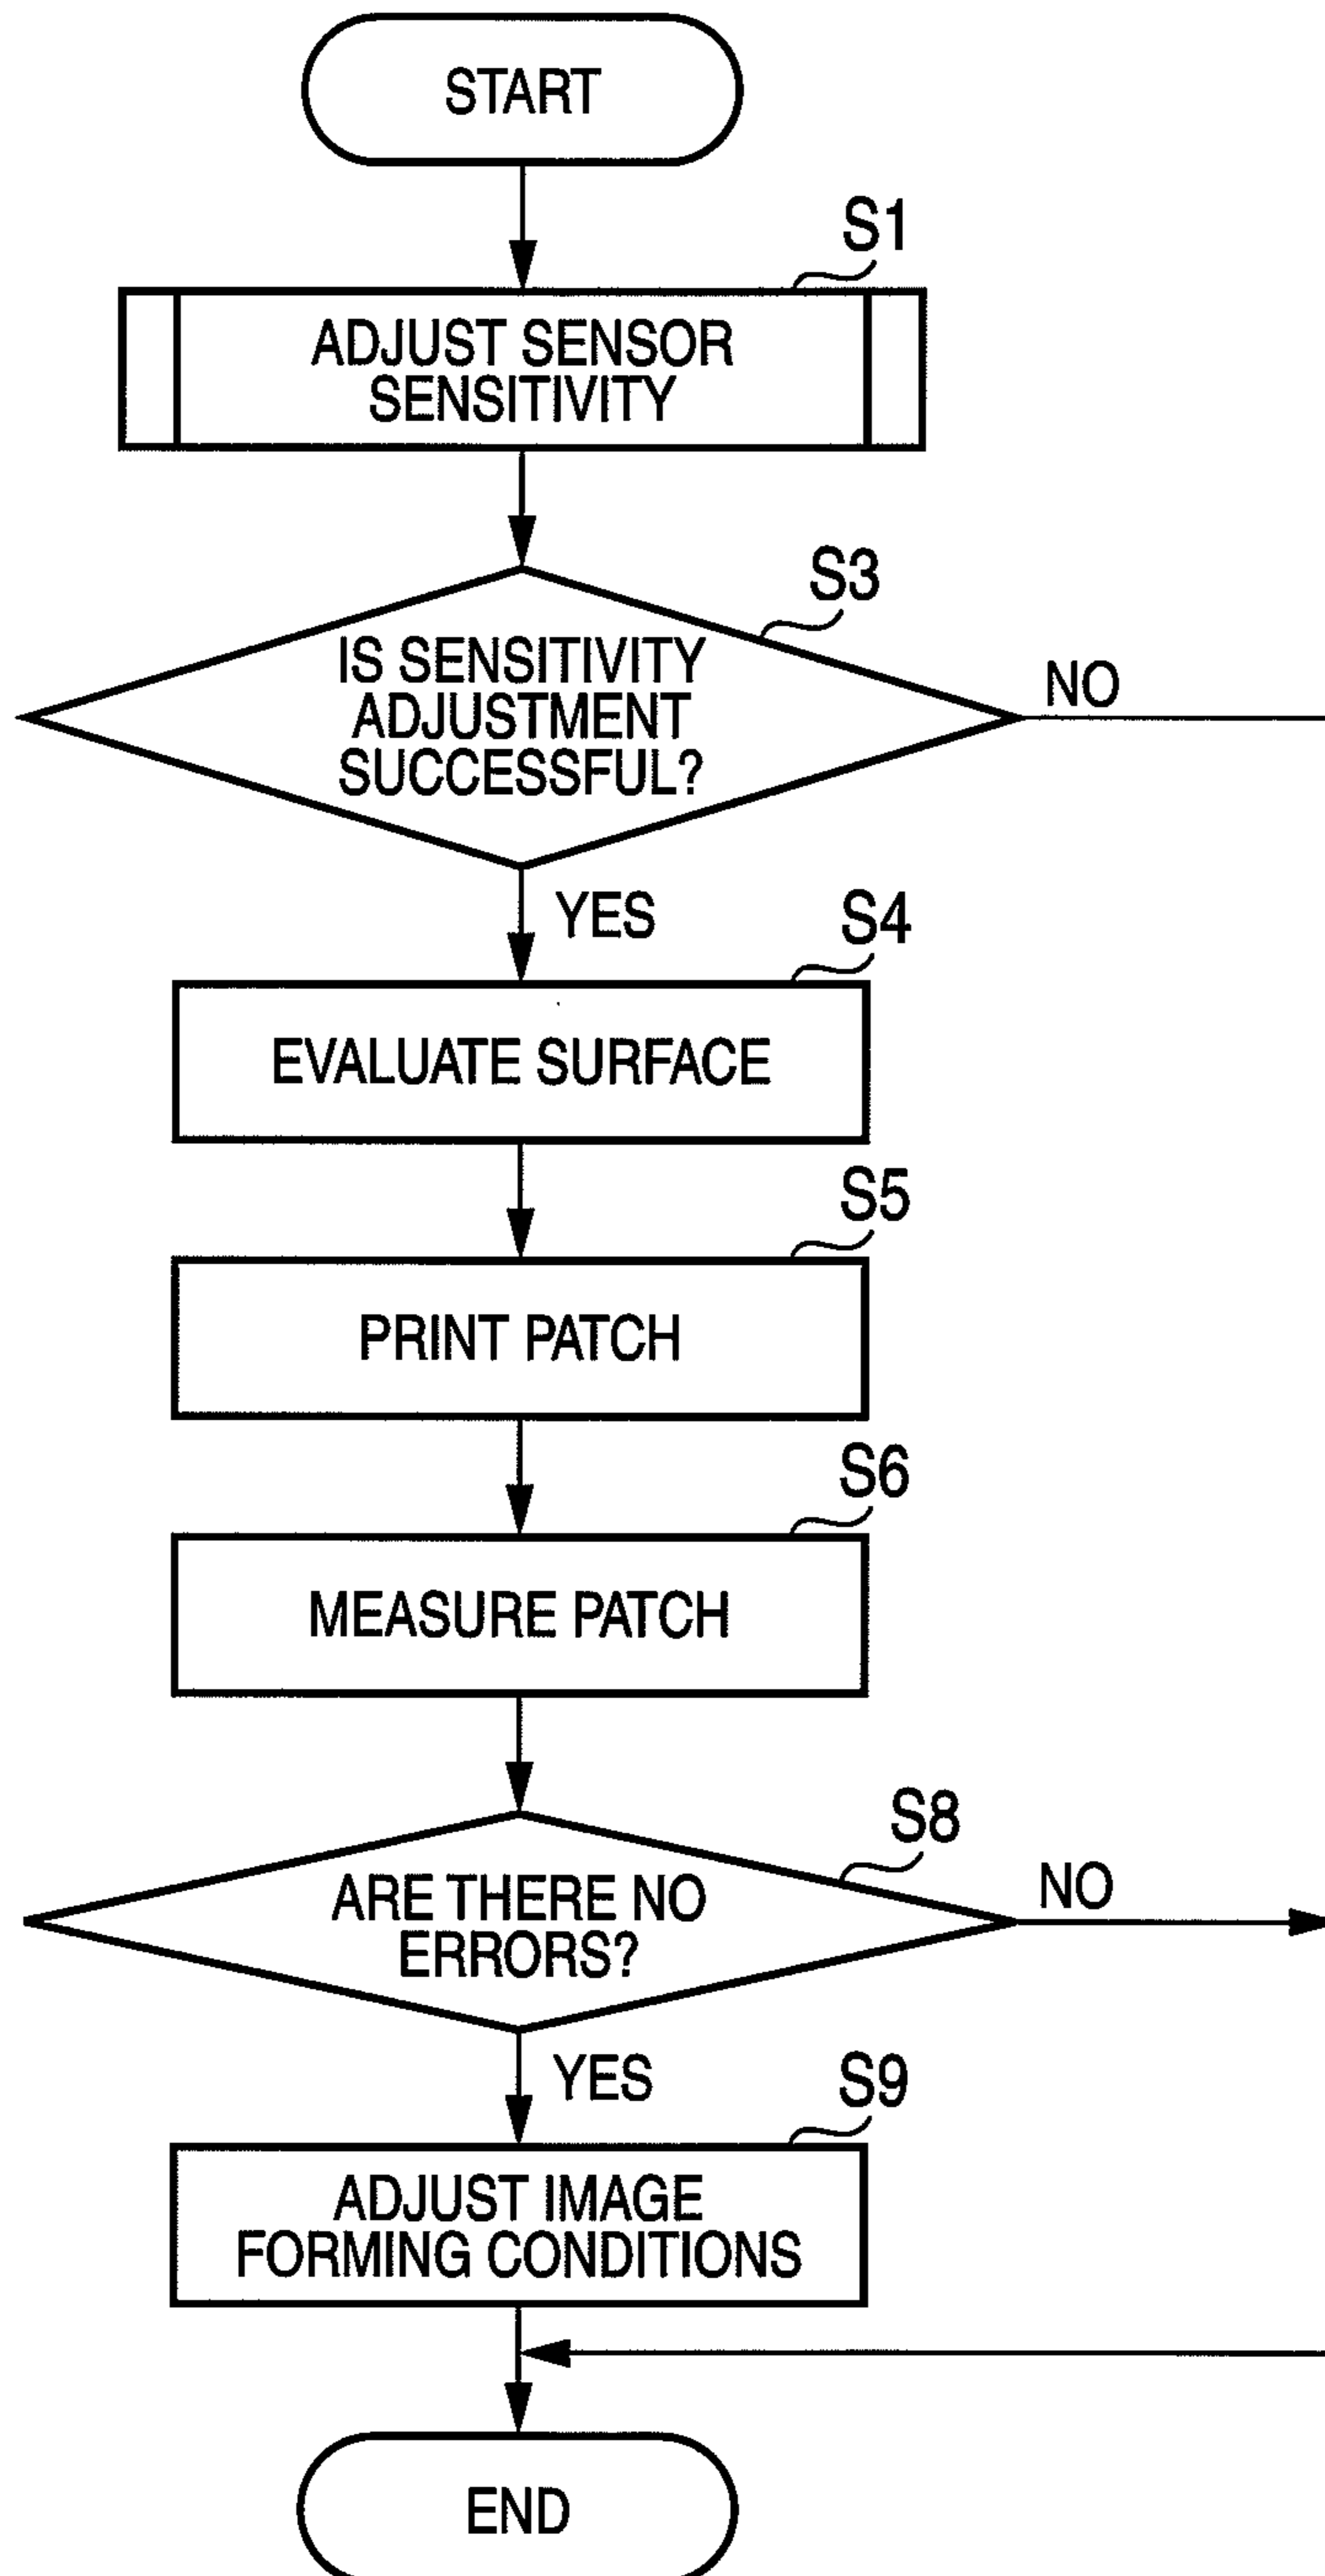 START
S1
ADJUST SENSOR
SENSITIVITY
S3
IS SENSITIVITY
ADJUSTMENT
SUCCESSFUL?
NO
YES
S4
EVALUATE SURFACE
S5
PRINT PATCH
S6
MEASURE PATCH
S8
ARE THERE NO
ERRORS?
NO
YES
S9
ADJUST IMAGE
FORMING CONDITIONS
END